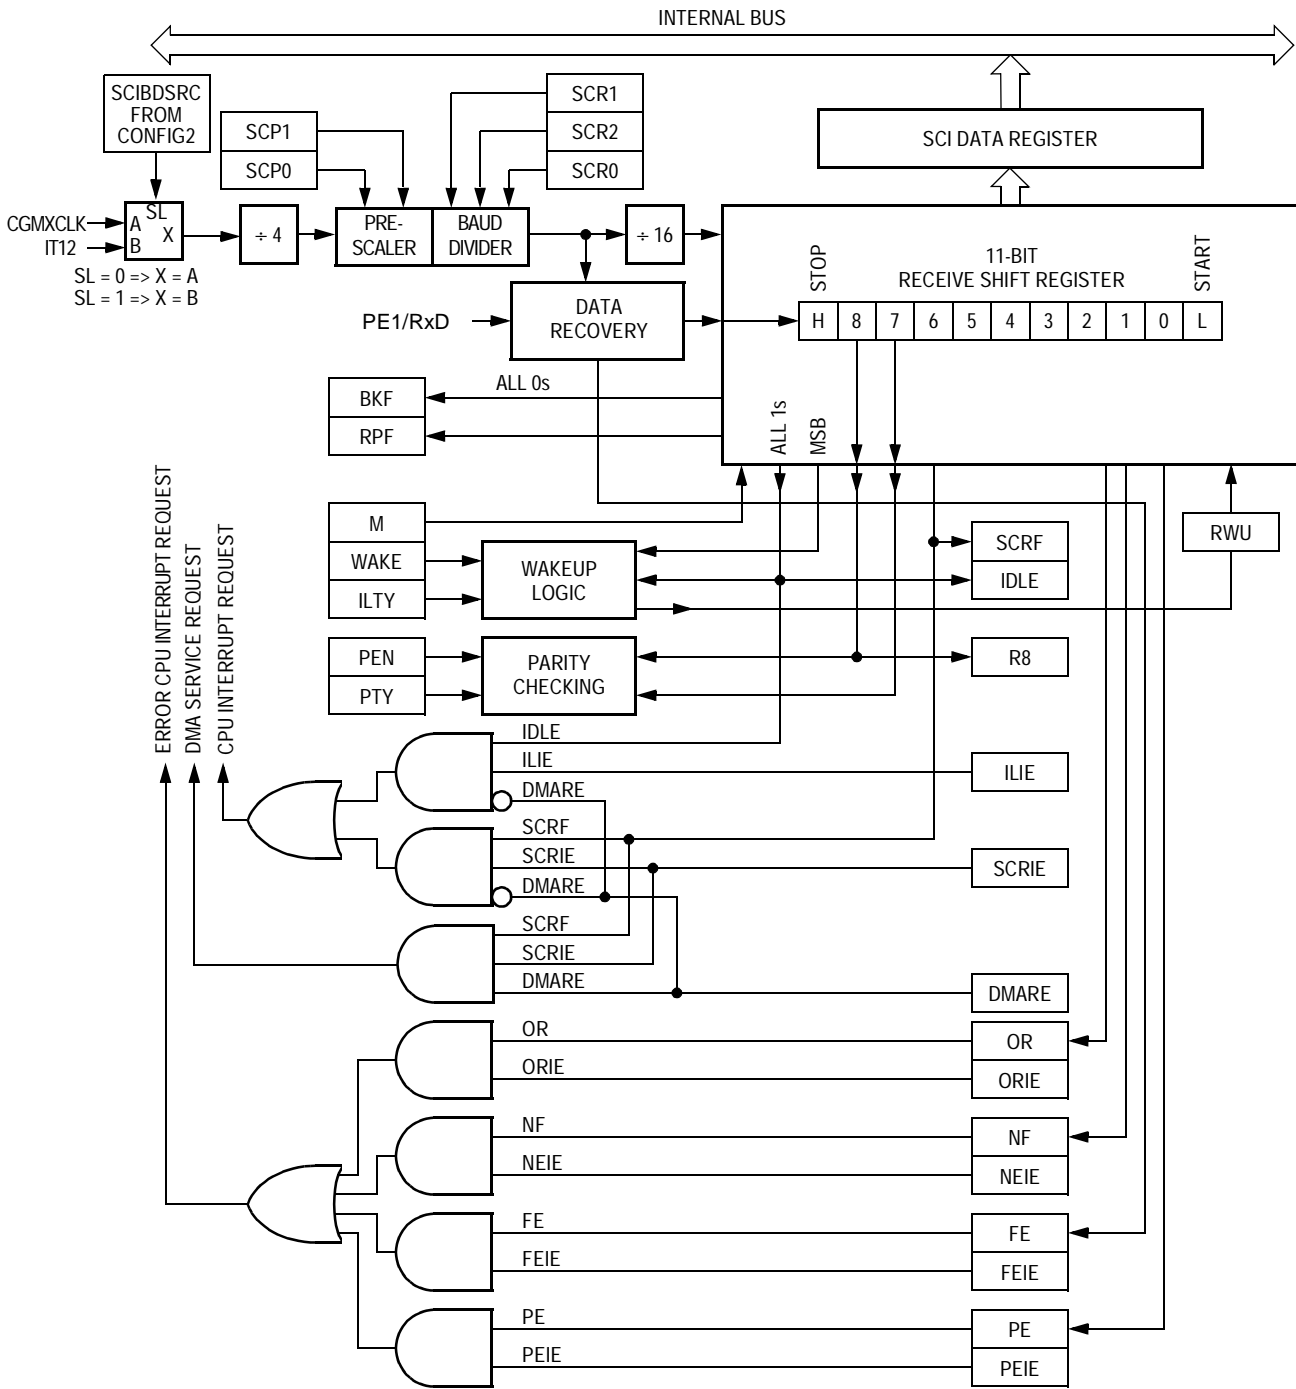 INTERNAL BUS
SCIBDSRC
FROM
CONFIG2
SCR1
SCR2
SCR0
SCP1
SCP0
SCI DATA REGISTER
CGMXCLK
IT12
SL
A
X
B
÷ 4
PRE-
SCALER
BAUD
DIVIDER
÷ 16
SL = 0 => X = A
SL = 1 => X = B
STOP
11-BIT
RECEIVE SHIFT REGISTER
START
H 8 7 6 5 4 3 2 1 0 L
PE1/RxD
DATA
RECOVERY
ALL 0s
BKF
RPF
ALL 1s
MSB
M
WAKE
ILTY
WAKEUP
LOGIC
SCRF
IDLE
RWU
PEN
PTY
PARITY
CHECKING
R8
ERROR CPU INTERRUPT REQUEST
DMA SERVICE REQUEST
CPU INTERRUPT REQUEST
IDLE
ILIE
ILIE
DMARE
SCRF
SCRIE
SCRIE
DMARE
SCRF
SCRIE
DMARE
DMARE
OR
OR
ORIE
ORIE
NF
NF
NEIE
NEIE
FE
FE
FEIE
FEIE
PE
PE
PEIE
PEIE